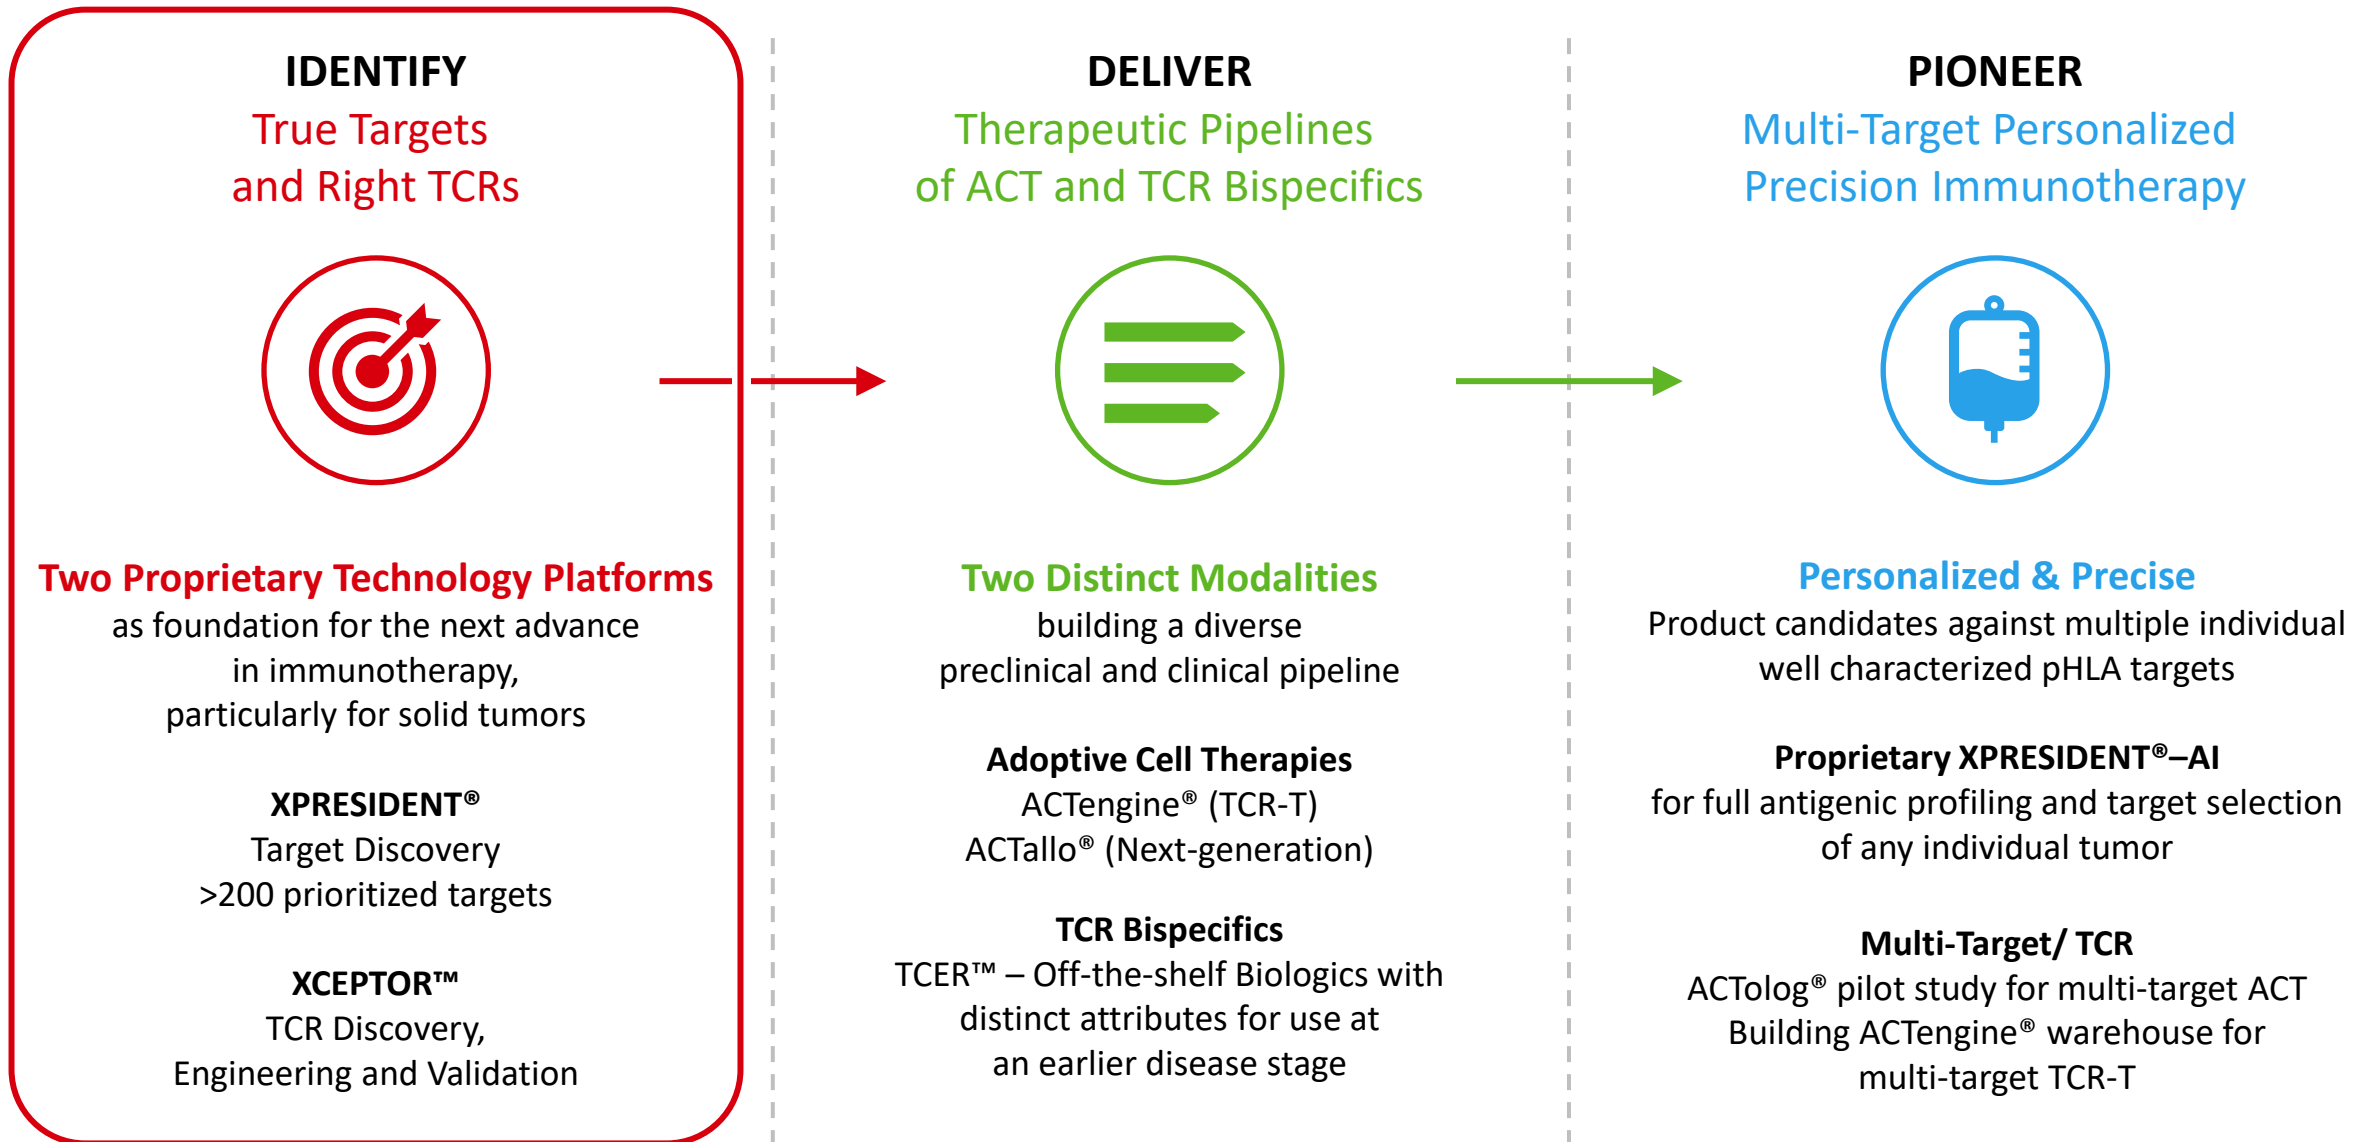 IDENTIFY
True Targets
and Right TCRs
Two Proprietary Technology Platforms
as foundation for the next advance
in immunotherapy,
particularly for solid tumors
XPRESIDENT®
Target Discovery
>200 prioritized targets
XCEPTOR™
TCR Discovery,
Engineering and Validation
DELIVER
Therapeutic Pipelines
of ACT and TCR Bispecifics
Two Distinct Modalities
building a diverse
preclinical and clinical pipeline
Adoptive Cell Therapies
ACTengine® (TCR-T)
ACTallo® (Next-generation)
TCR Bispecifics
TCER™ – Off-the-shelf Biologics with
distinct attributes for use at
an earlier disease stage
PIONEER
Multi-Target Personalized
Precision Immunotherapy
Personalized & Precise
Product candidates against multiple individual
well characterized pHLA targets
Proprietary XPRESIDENT®–AI
for full antigenic profiling and target selection
of any individual tumor
Multi-Target/ TCR
ACTolog® pilot study for multi-target ACT
Building ACTengine® warehouse for
multi-target TCR-T